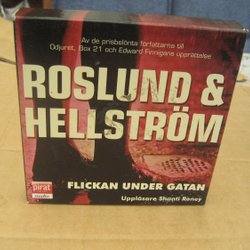 Av de prisbelönta författarna till
Odjuret, Box 21 och Edward Finnigans upprättelse
ROSLUND &
HELLSTRÖM
pirat
FLICKAN UNDER GATAN
Uppläsare Shanti Roney